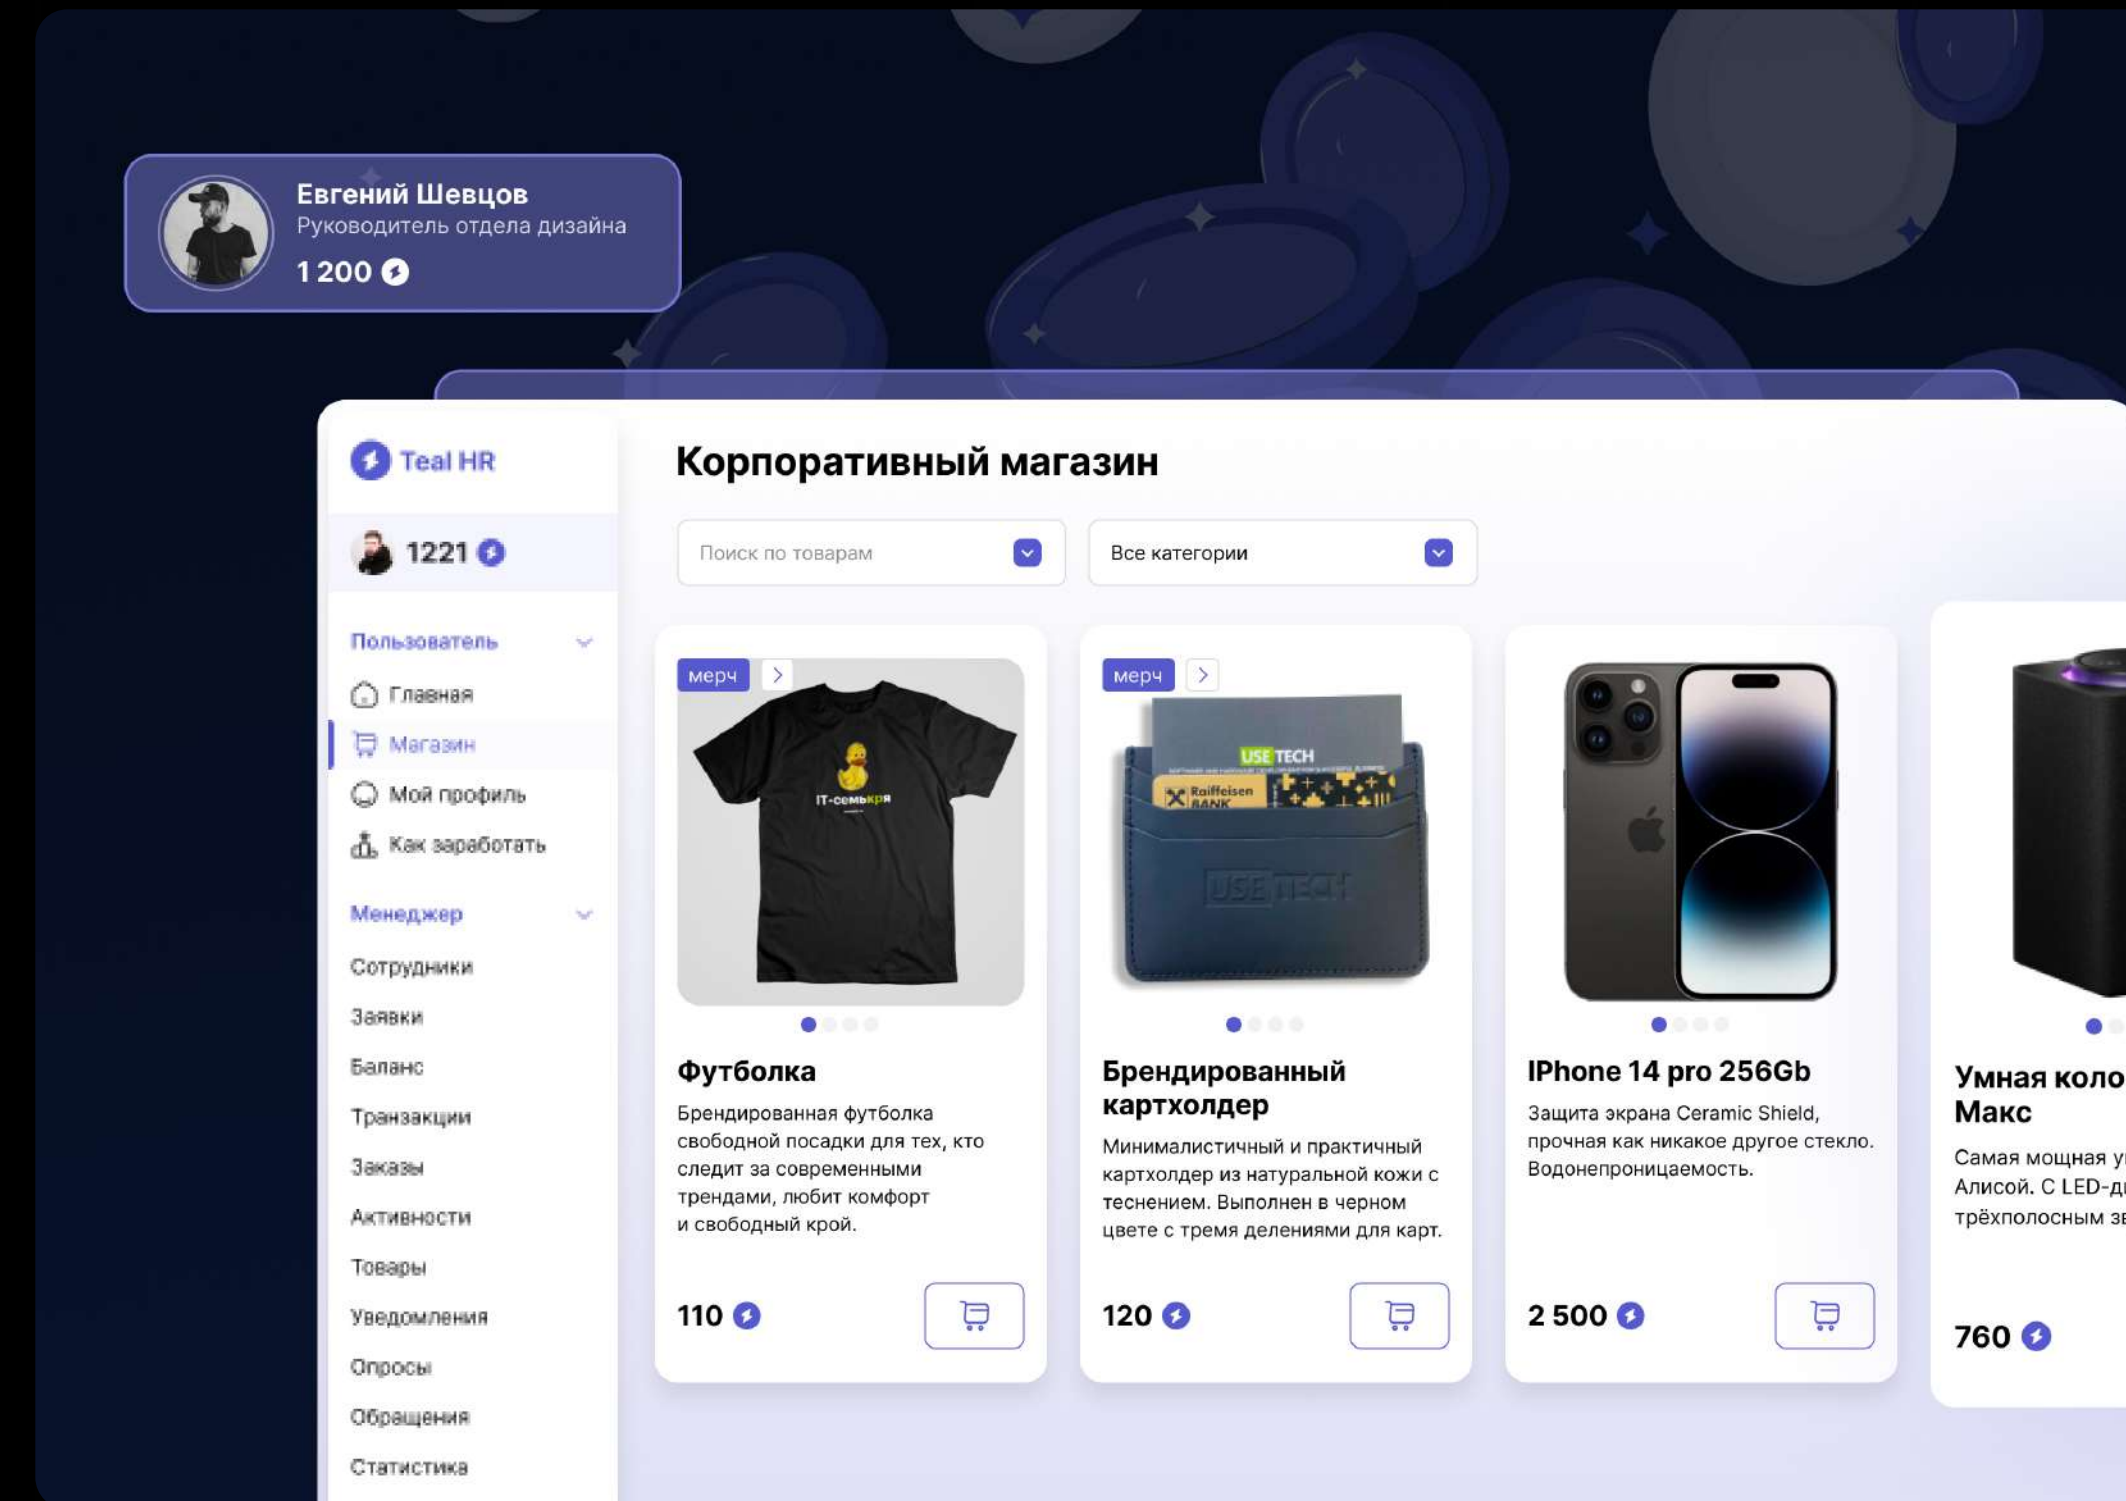 Евгений Шевцов
Руководитель отдела дизайна
1 200
Teal HR
1221
Пользователь
Главная
Магазин
Мой профиль
Как заработать
Менеджер
Сотрудники
Заявки
Баланс
Транзакции
Заказы
Активности
Товары
Уведомления
Опросы
Обращения
Статистика
Корпоративный магазин
Поиск по товарам
Все категории
мерч
IT-семькря
Футболка
Брендированная футболка
свободной посадки для тех, кто
следит за современными
трендами, любит комфорт
и свободный крой.
110
мерч
USE TECH
Raiffeisen
BANK
USE TECH
Брендированный
картхолдер
Минималистичный и практичный
картхолдер из натуральной кожи с
теснением. Выполнен в черном
цвете с тремя делениями для карт.
120
IPhone 14 pro 256Gb
Защита экрана Ceramic Shield,
прочная как никакое другое стекло.
Водонепроницаемость.
2 500
Умная коло
Макс
Самая мощная
Алисой. С LED-
трёхполосным
760